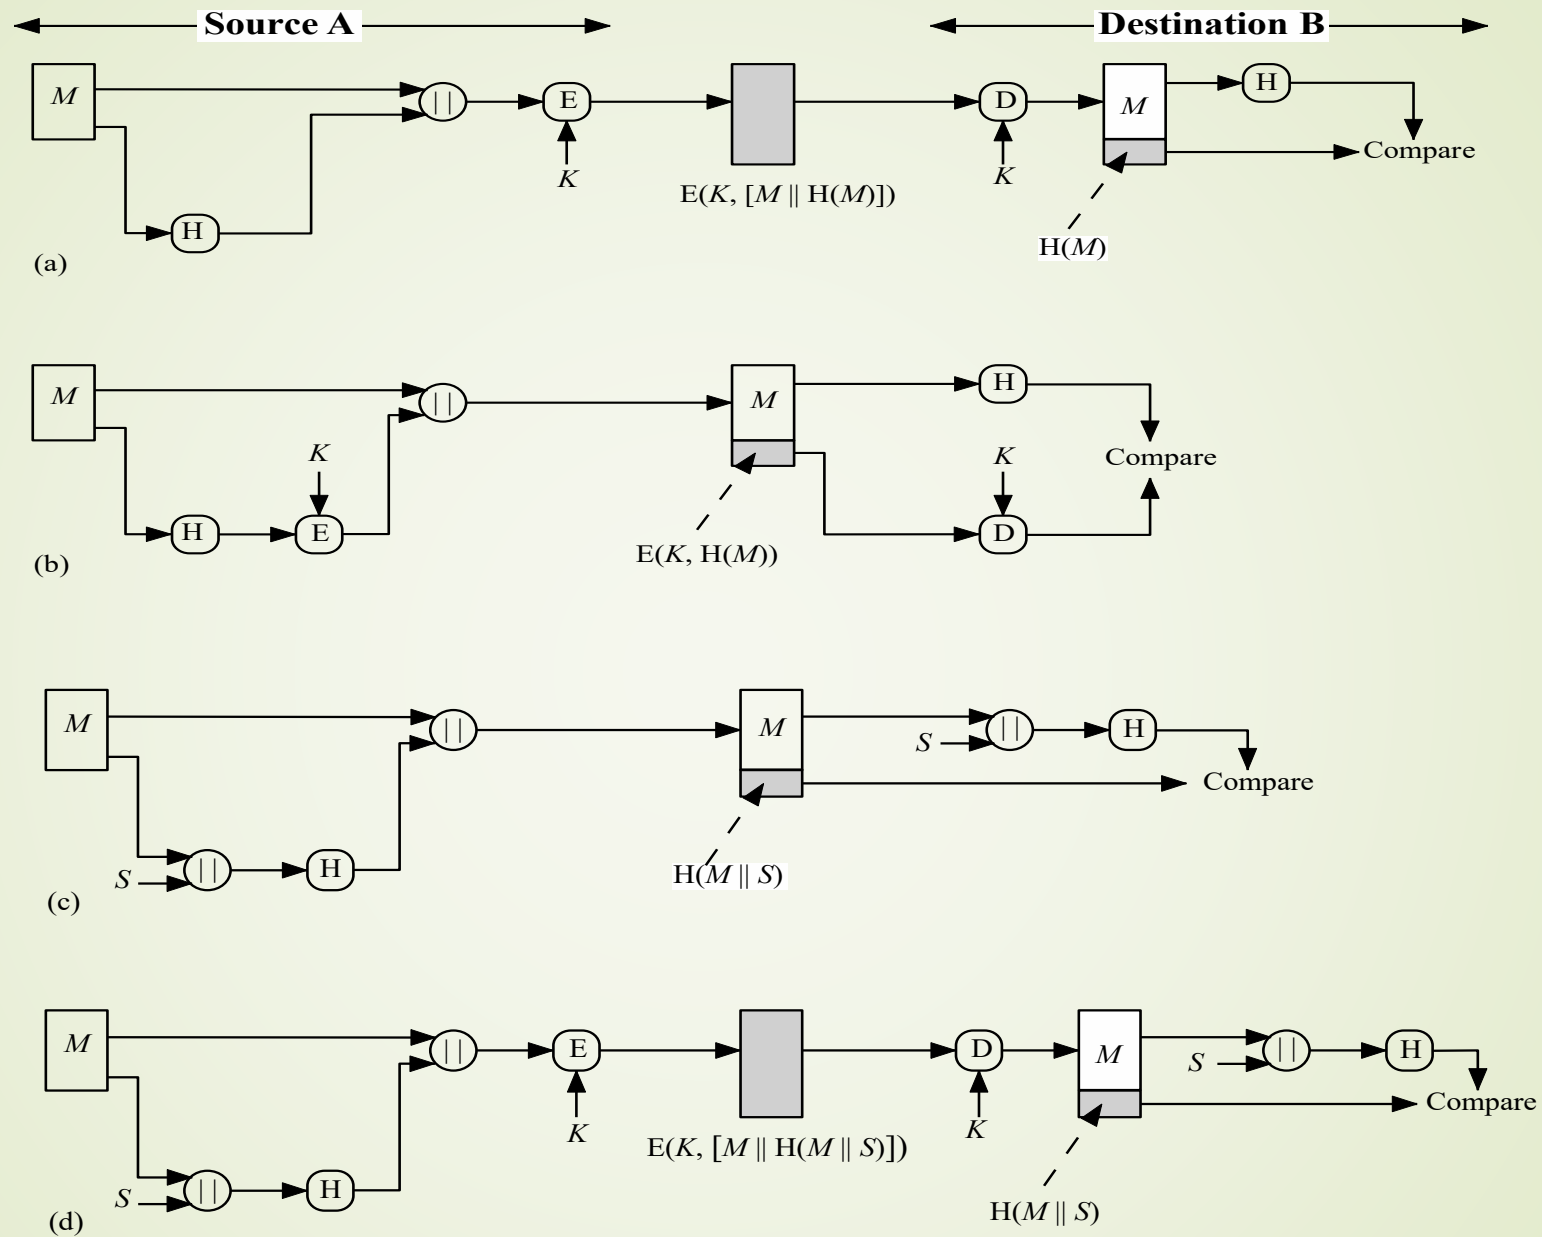 Source A
Destination B
M
||
E
D
M
H
K
K
Compare
E(K, [M || H(M)])
H
H(M)
(a)
M
||
M
H
K
K
Compare
H
E
D
E(K, H(M))
(b)
M
||
M
S
||
H
Compare
S
||
H
H(M || S)
(c)
M
||
E
D
M
S
||
H
K
K
Compare
E(K, [M || H(M || S)])
S
||
H
H(M || S)
(d)